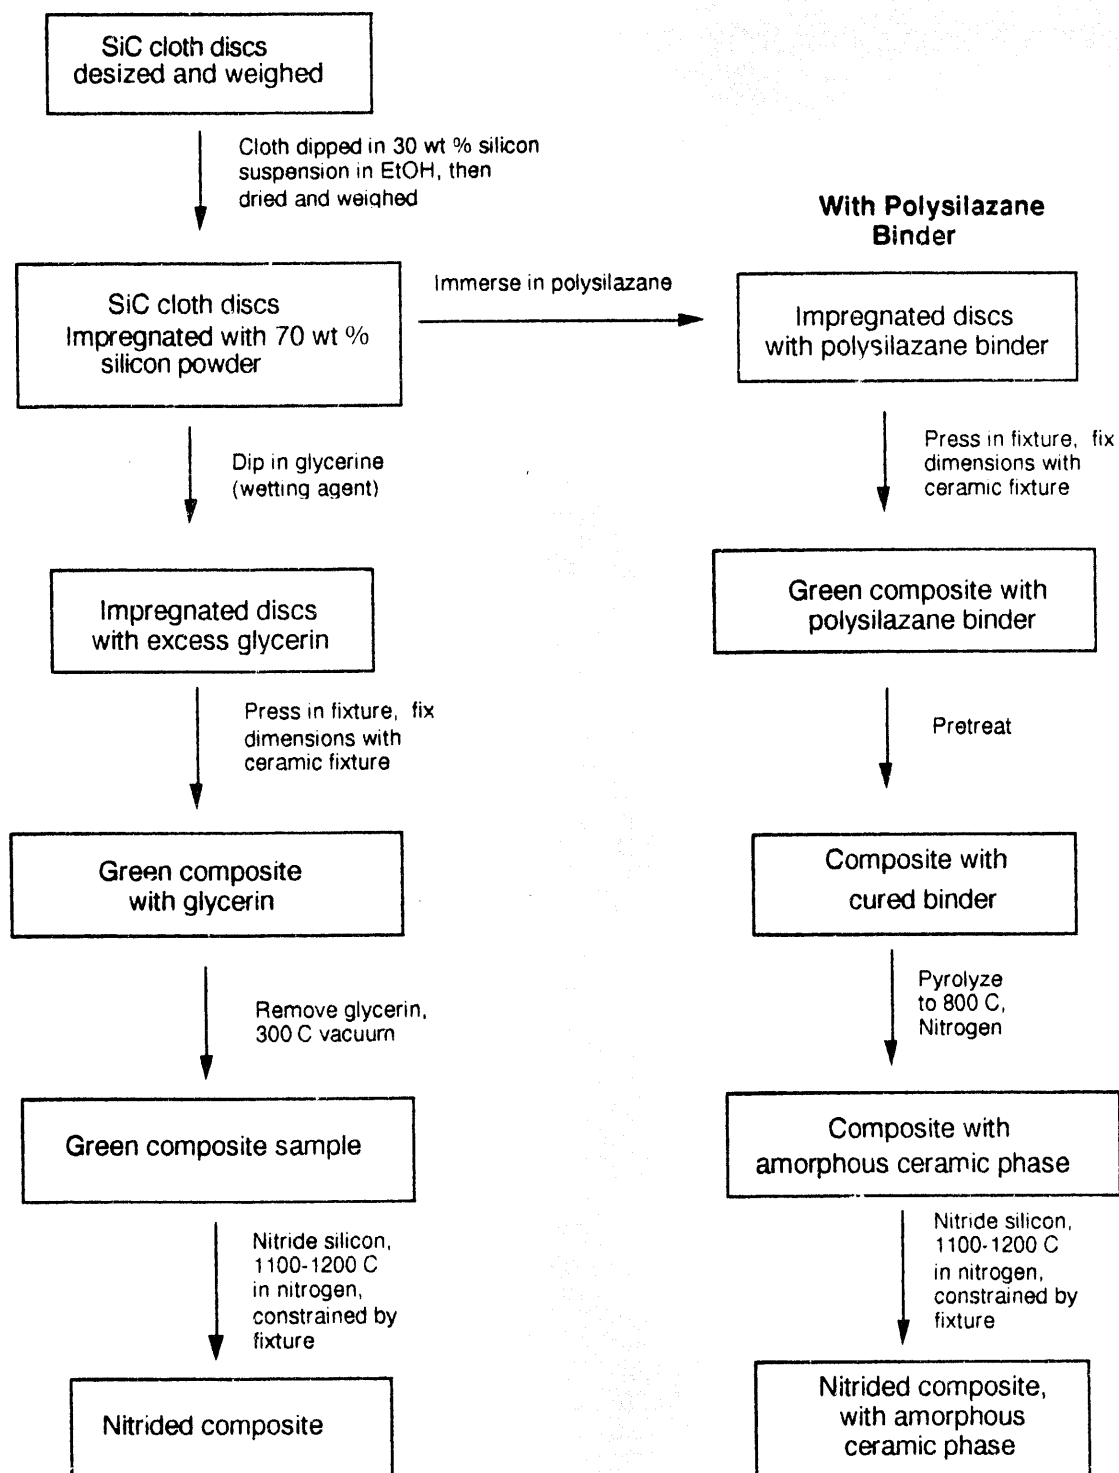 SiC cloth discs
desized and weighed
Cloth dipped in 30 wt % silicon
suspension in EtOH, then
dried and weighed
With Polysilazane
Binder
SiC cloth discs
Impregnated with 70 wt %
silicon powder
Immerse in polysilazane
Impregnated discs
with polysilazane binder
Dip in glycerine
(wetting agent)
Press in fixture, fix
dimensions with
ceramic fixture
Impregnated discs
with excess glycerin
Green composite with
polysilazane binder
Press in fixture, fix
dimensions with
ceramic fixture
Pretreat
Green composite
with glycerin
Composite with
cured binder
Remove glycerin,
300 C vacuum
Pyrolyze
to 800 C,
Nitrogen
Green composite sample
Composite with
amorphous ceramic phase
Nitride silicon,
1100-1200 C
in nitrogen,
constrained by
fixture
Nitride silicon,
1100-1200 C
in nitrogen,
constrained by
fixture
Nitrided composite
Nitrided composite,
with amorphous
ceramic phase